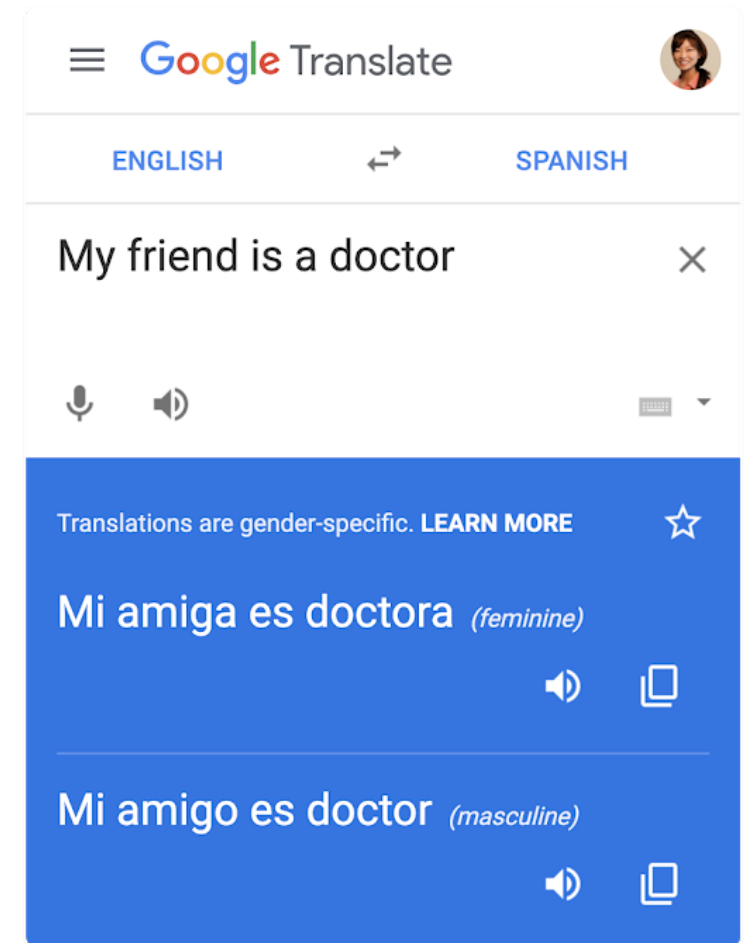 Google Translate
ENGLISH SPANISH
My friend is a doctor
Translations are gender-specific. LEARN MORE
Mi amiga es doctora (feminine)
Mi amigo es doctor (masculine)